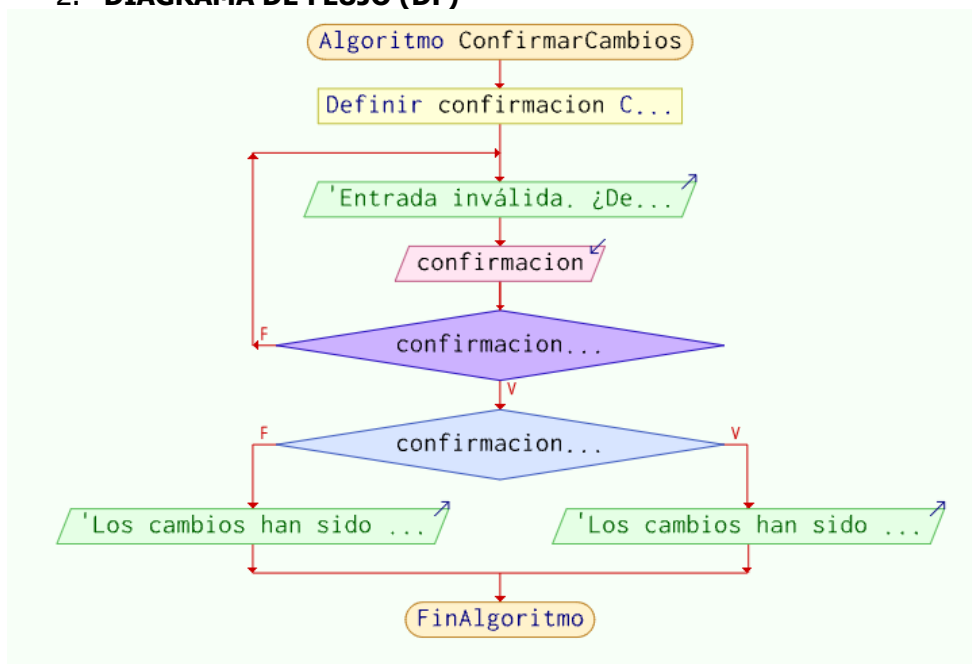 2. DIAGRAMA DE FLUJO (DF)
Algoritmo ConfirmarCambios
Definir confirmacion C...
'Entrada inválida. ¿De...
confirmacion
F
confirmacion...
V
F
confirmacion...
V
'Los cambios han sido ...
'Los cambios han sido ...
FinAlgoritmo